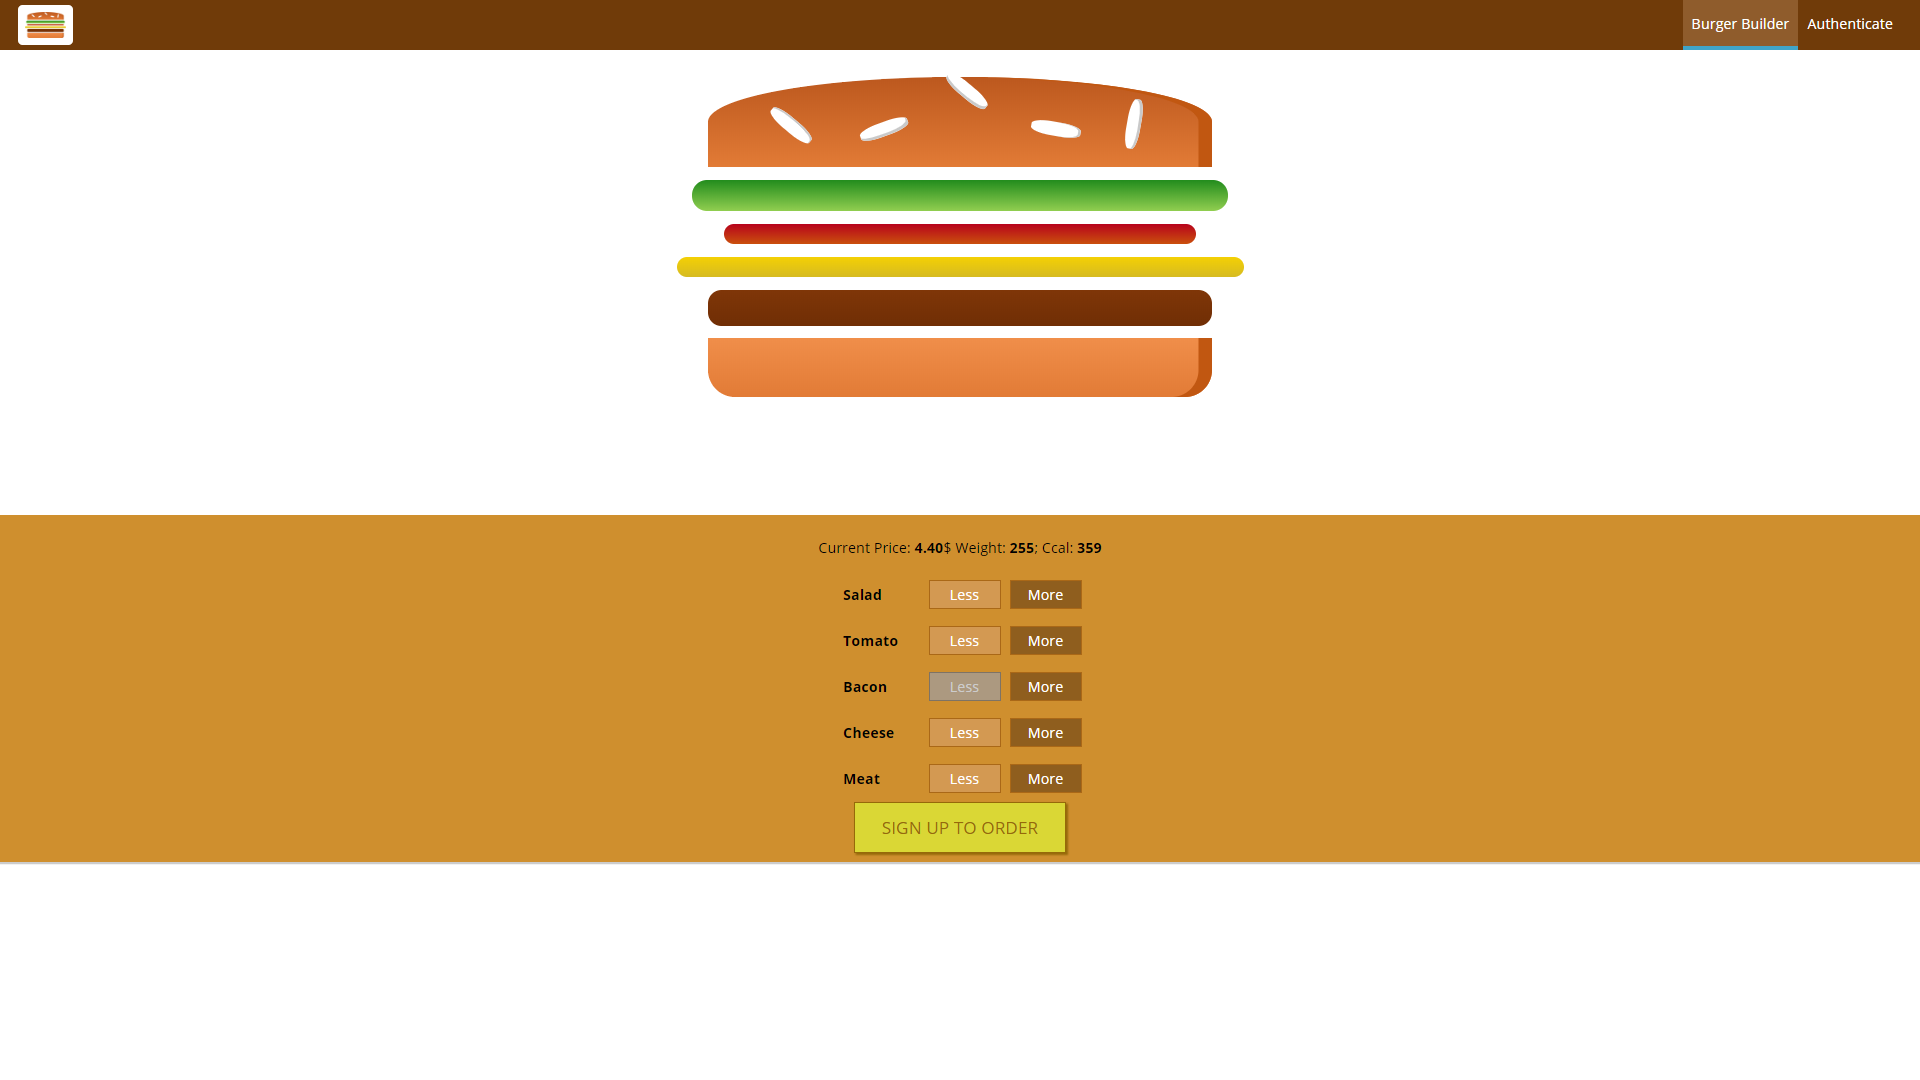 Burger Builder Authenticate
Current Price: 4.40$ Weight: 255; Ccal: 359
Salad Less More
Tomato Less More
Bacon Less More
Cheese Less More
Meat Less More
SIGN UP TO ORDER